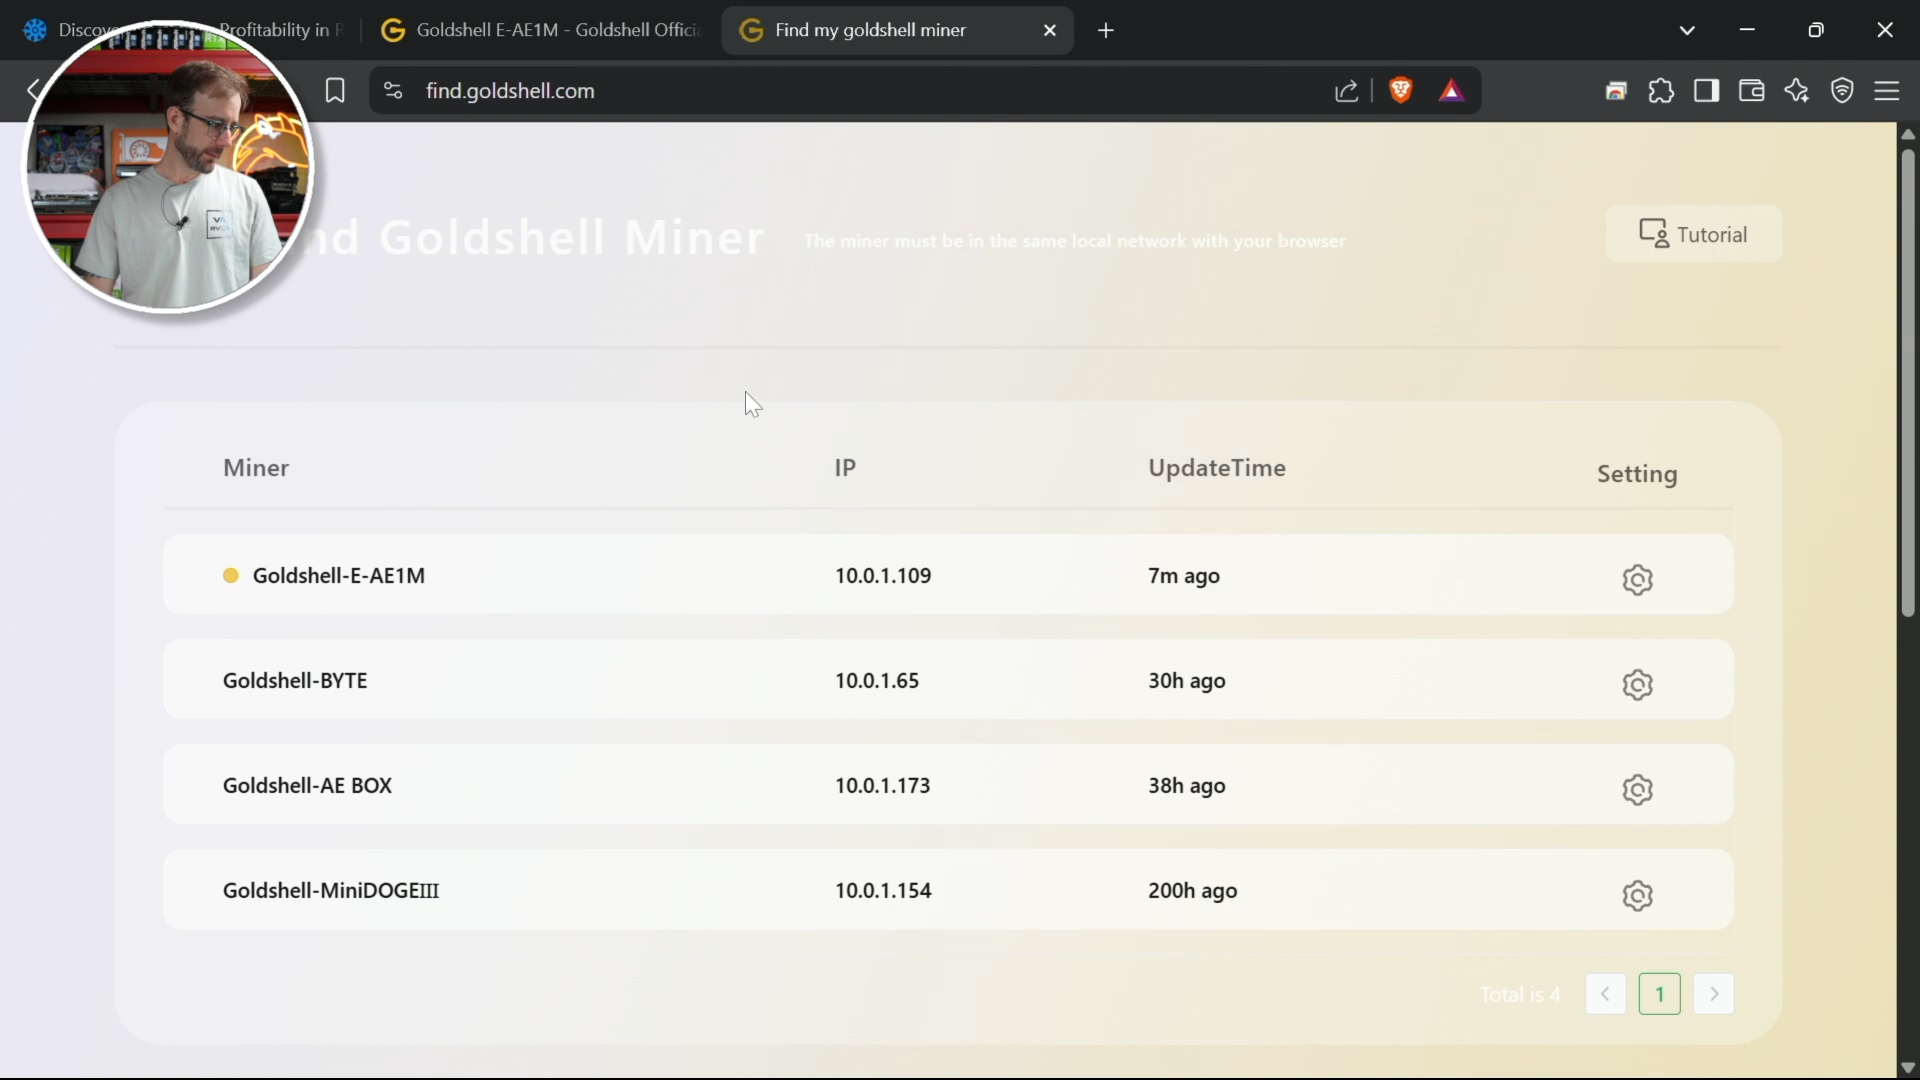 Profitability in
Goldshell E-AE1M - Goldshell Offici
Find my goldshell miner
find.goldshell.com
Goldshell Miner
The miner must be in the same local network with your browser
Tutorial
Miner IP UpdateTime Setting
Goldshell-E-AE1M 10.0.1.109 7m ago
Goldshell-BYTE 10.0.1.65 30h ago
Goldshell-AE BOX 10.0.1.173 38h ago
Goldshell-MiniDOGEIII 10.0.1.154 200h ago
Total is 4 1